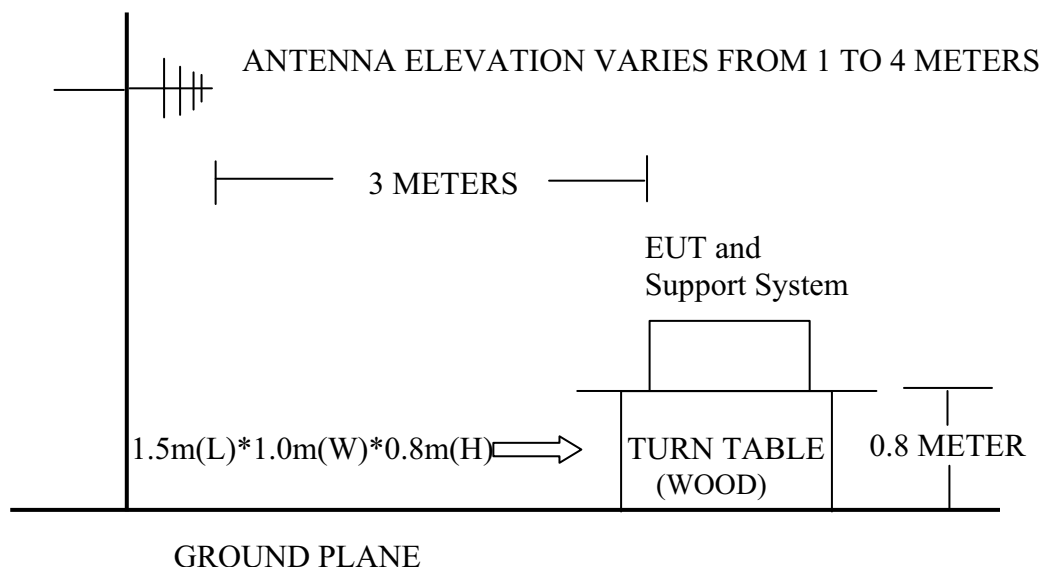 ANTENNA ELEVATION VARIES FROM 1 TO 4 METERS
3 METERS
EUT and
Support System
1.5m(L)*1.0m(W)*0.8m(H)
TURN TABLE
(WOOD)
0.8 METER
GROUND PLANE